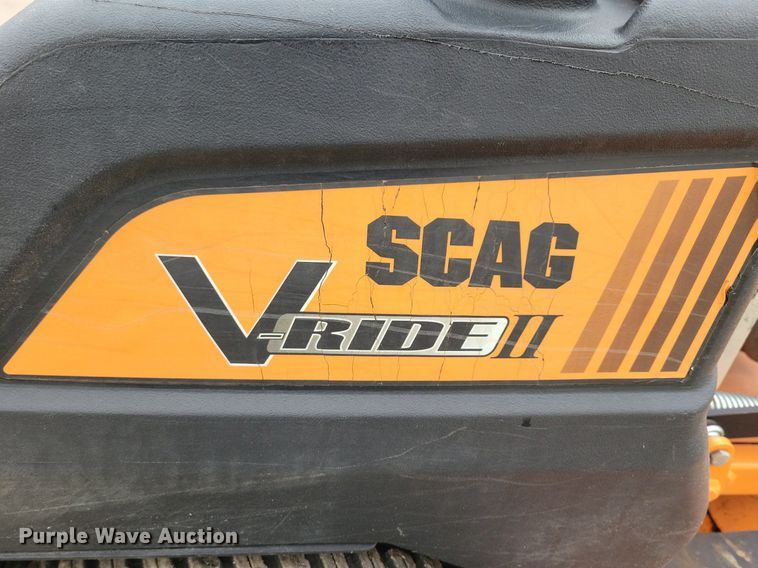 SCAG
V-RIDE II
Purple Wave Auction